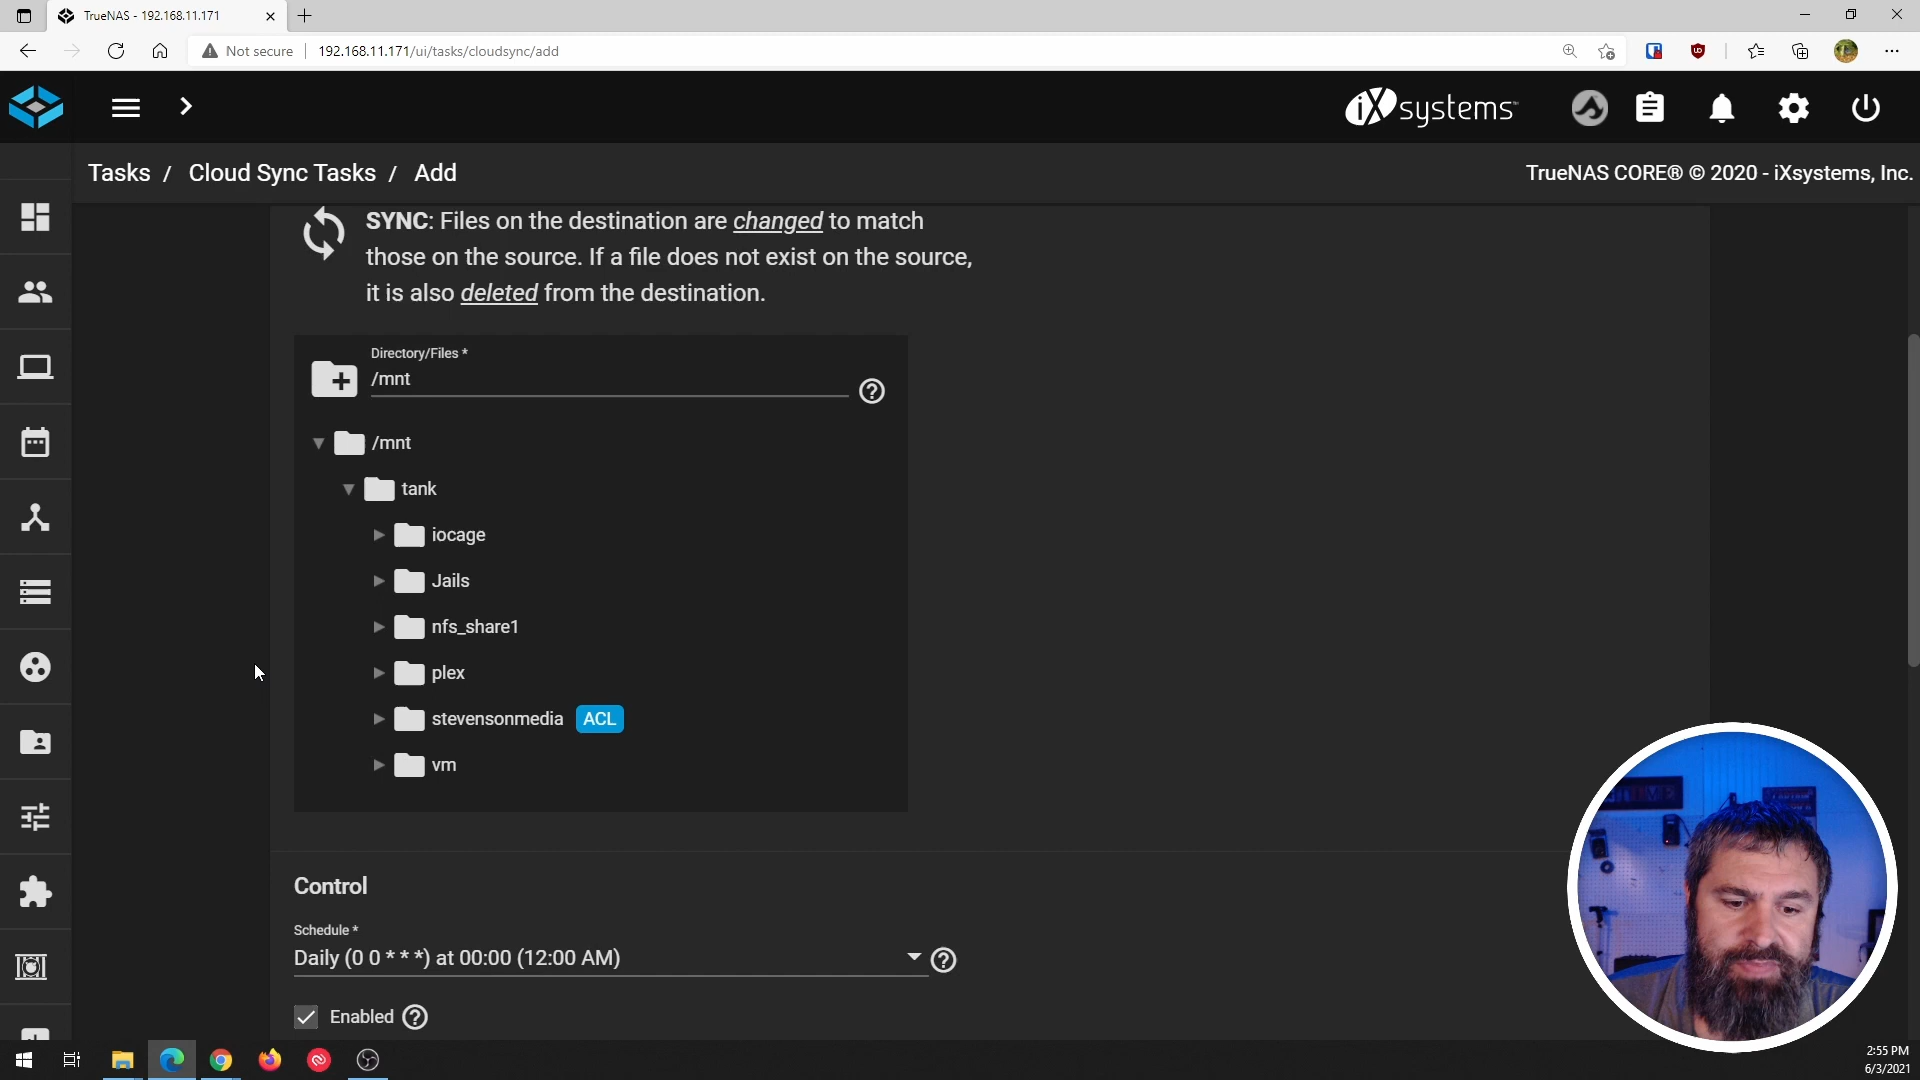 TrueNAS - 192.168.11.171
Not secure
192.168.11.171/ui/tasks/cloudsync/add
iXsystems
Tasks / Cloud Sync Tasks / Add
TrueNAS CORE® © 2020 - iXsystems, Inc.
SYNC: Files on the destination are changed to match
those on the source. If a file does not exist on the source,
it is also deleted from the destination.
Directory/Files *
/mnt
/mnt
tank
iocage
Jails
nfs_share1
plex
stevensonmedia ACL
vm
Control
Schedule *
Daily (0 0 * * *) at 00:00 (12:00 AM)
Enabled
2:55 PM
6/3/2021